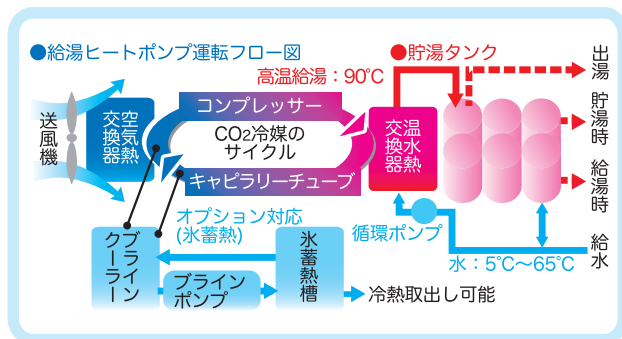 ●給湯ヒートポンプ運転フロー図
●貯湯タンク
高温給湯：90℃
出湯
貯湯時
給湯時
送風機
空気熱
交換器
コンプレッサー
CO2冷媒の
サイクル
キャピラリーチューブ
温水熱
交換器
オプション対応
(氷蓄熱)
循環ポンプ
給水
水：5℃〜65℃
ブライン
クーラー
ブライン
ポンプ
氷蓄熱槽
冷熱取出し可能